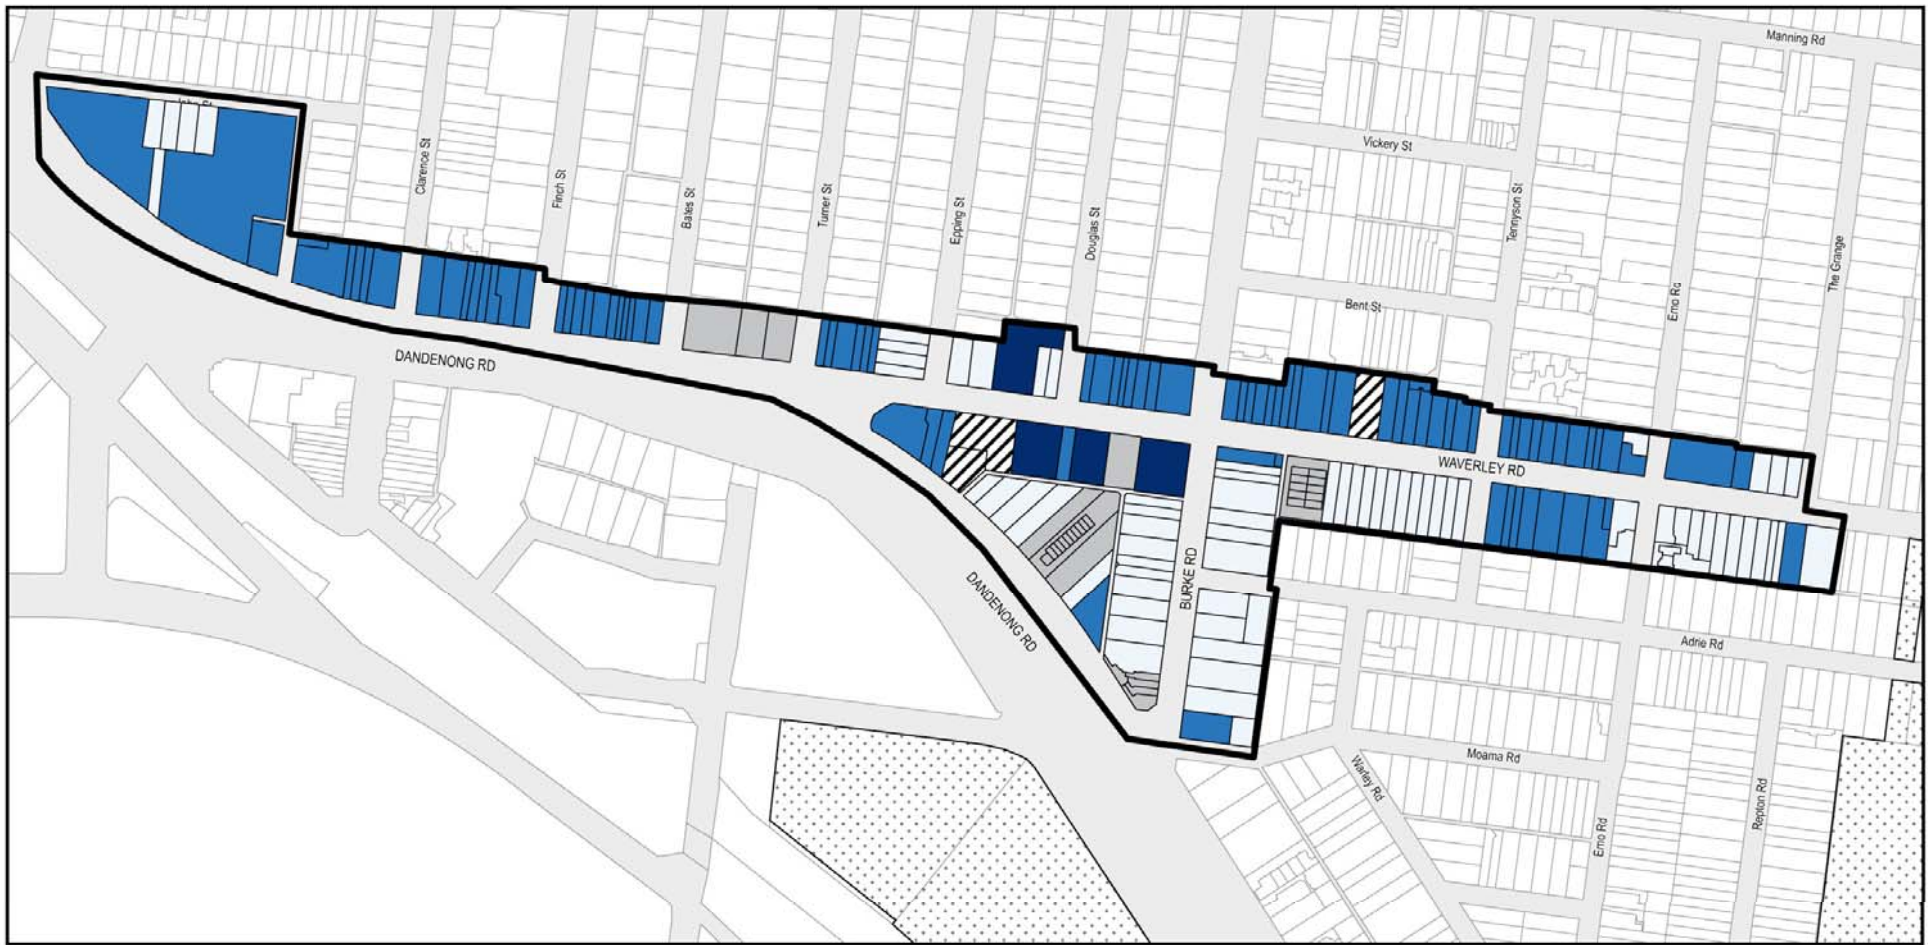 Manning Rd
Vickery St
Clarence St
Finch St
Bates St
Turner St
Epping St
Douglas St
Tennyson St
Emo Rd
The Grange
Bent St
DANDENONG RD
WAVERLEY RD
BURKE RD
DANDENONG RD
Adrie Rd
Moama Rd
Warley Rd
Repton Rd
Emo Rd